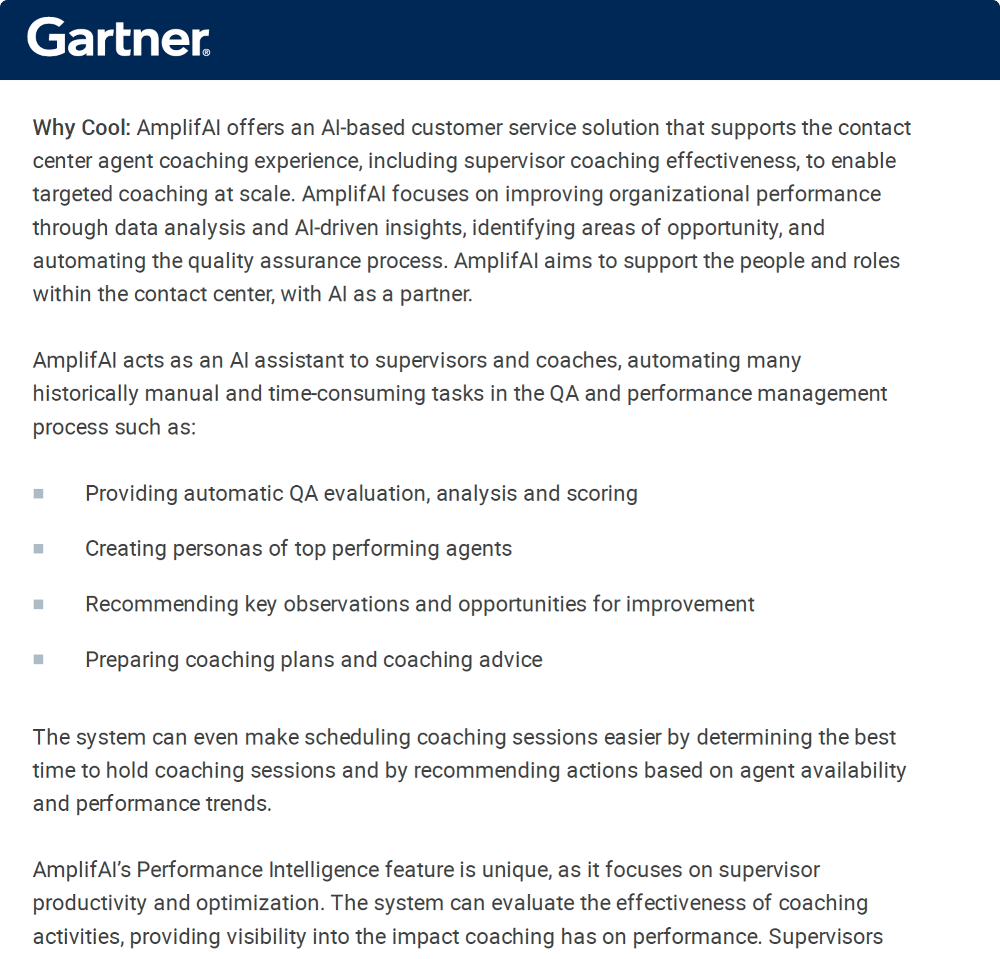 Gartner®
Why Cool: AmplifAI offers an AI-based customer service solution that supports the contact
center agent coaching experience, including supervisor coaching effectiveness, to enable
targeted coaching at scale. AmplifAI focuses on improving organizational performance
through data analysis and AI-driven insights, identifying areas of opportunity, and
automating the quality assurance process. AmplifAI aims to support the people and roles
within the contact center, with AI as a partner.
AmplifAI acts as an AI assistant to supervisors and coaches, automating many
historically manual and time-consuming tasks in the QA and performance management
process such as:
■ Providing automatic QA evaluation, analysis and scoring
■ Creating personas of top performing agents
■ Recommending key observations and opportunities for improvement
■ Preparing coaching plans and coaching advice
The system can even make scheduling coaching sessions easier by determining the best
time to hold coaching sessions and by recommending actions based on agent availability
and performance trends.
AmplifAI’s Performance Intelligence feature is unique, as it focuses on supervisor
productivity and optimization. The system can evaluate the effectiveness of coaching
activities, providing visibility into the impact coaching has on performance. Supervisors